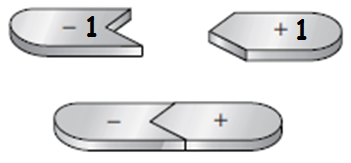 - 1 + 1
- +